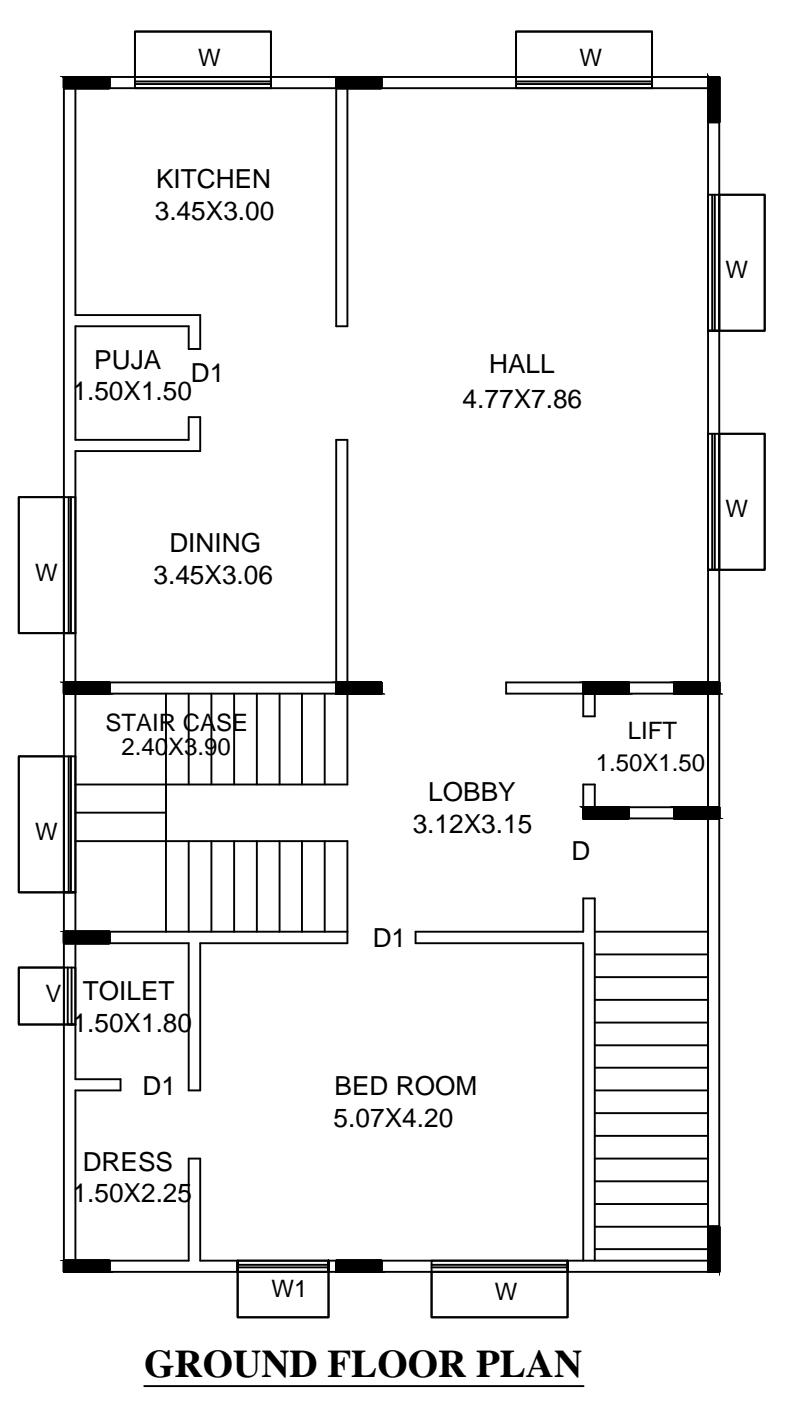 W
W
KITCHEN
3.45X3.00
W
PUJA
1.50X1.50
D1
HALL
4.77X7.86
W
DINING
3.45X3.06
W
STAIR CASE
2.40X3.90
LIFT
1.50X1.50
LOBBY
3.12X3.15
W
D
D1
V
TOILET
1.50X1.80
D1
BED ROOM
5.07X4.20
DRESS
1.50X2.25
W1
W
GROUND FLOOR PLAN